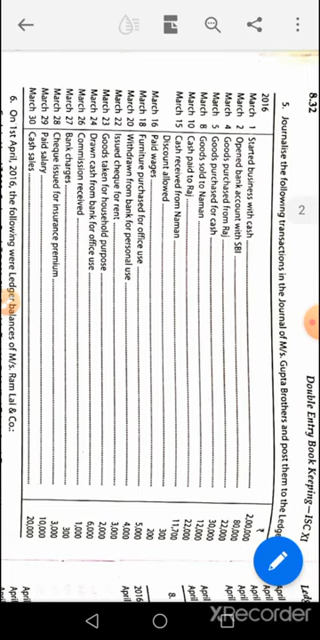 8.32
Double Entry Book Keeping—ISC XI
2
5. Journalise the following transactions in the Journal of M/s. Gupta Brothers and post them to the
2016 ₹
March 1 Started business with cash 2,00,000
March 2 Opened bank account with SBI 80,000
March 4 Goods purchased from Raj 22,000
March 5 Goods purchased for cash 30,000
March 8 Goods sold to Naman 12,000
March 10 Cash paid to Raj 22,000
March 15 Cash received from Naman 11,700
Discount allowed 300
March 16 Paid wages 200
March 18 Furniture purchased for office use 5,000
March 20 Withdrawn from bank for personal use 4,000
March 22 Issued cheque for rent 3,000
March 23 Goods taken for household purpose 2,000
March 24 Drawn cash from bank for office use 6,000
March 26 Commission received 1,000
March 27 Bank charges 300
March 28 Cheque issued for insurance premium 3,000
March 29 Paid salary 10,000
March 30 Cash sales 20,000
6. On 1st April, 2016, the following were Ledger balances of M/s. Ram Lal & Co.:
April
April
April
April
8.
2016
April
April
XRecorder